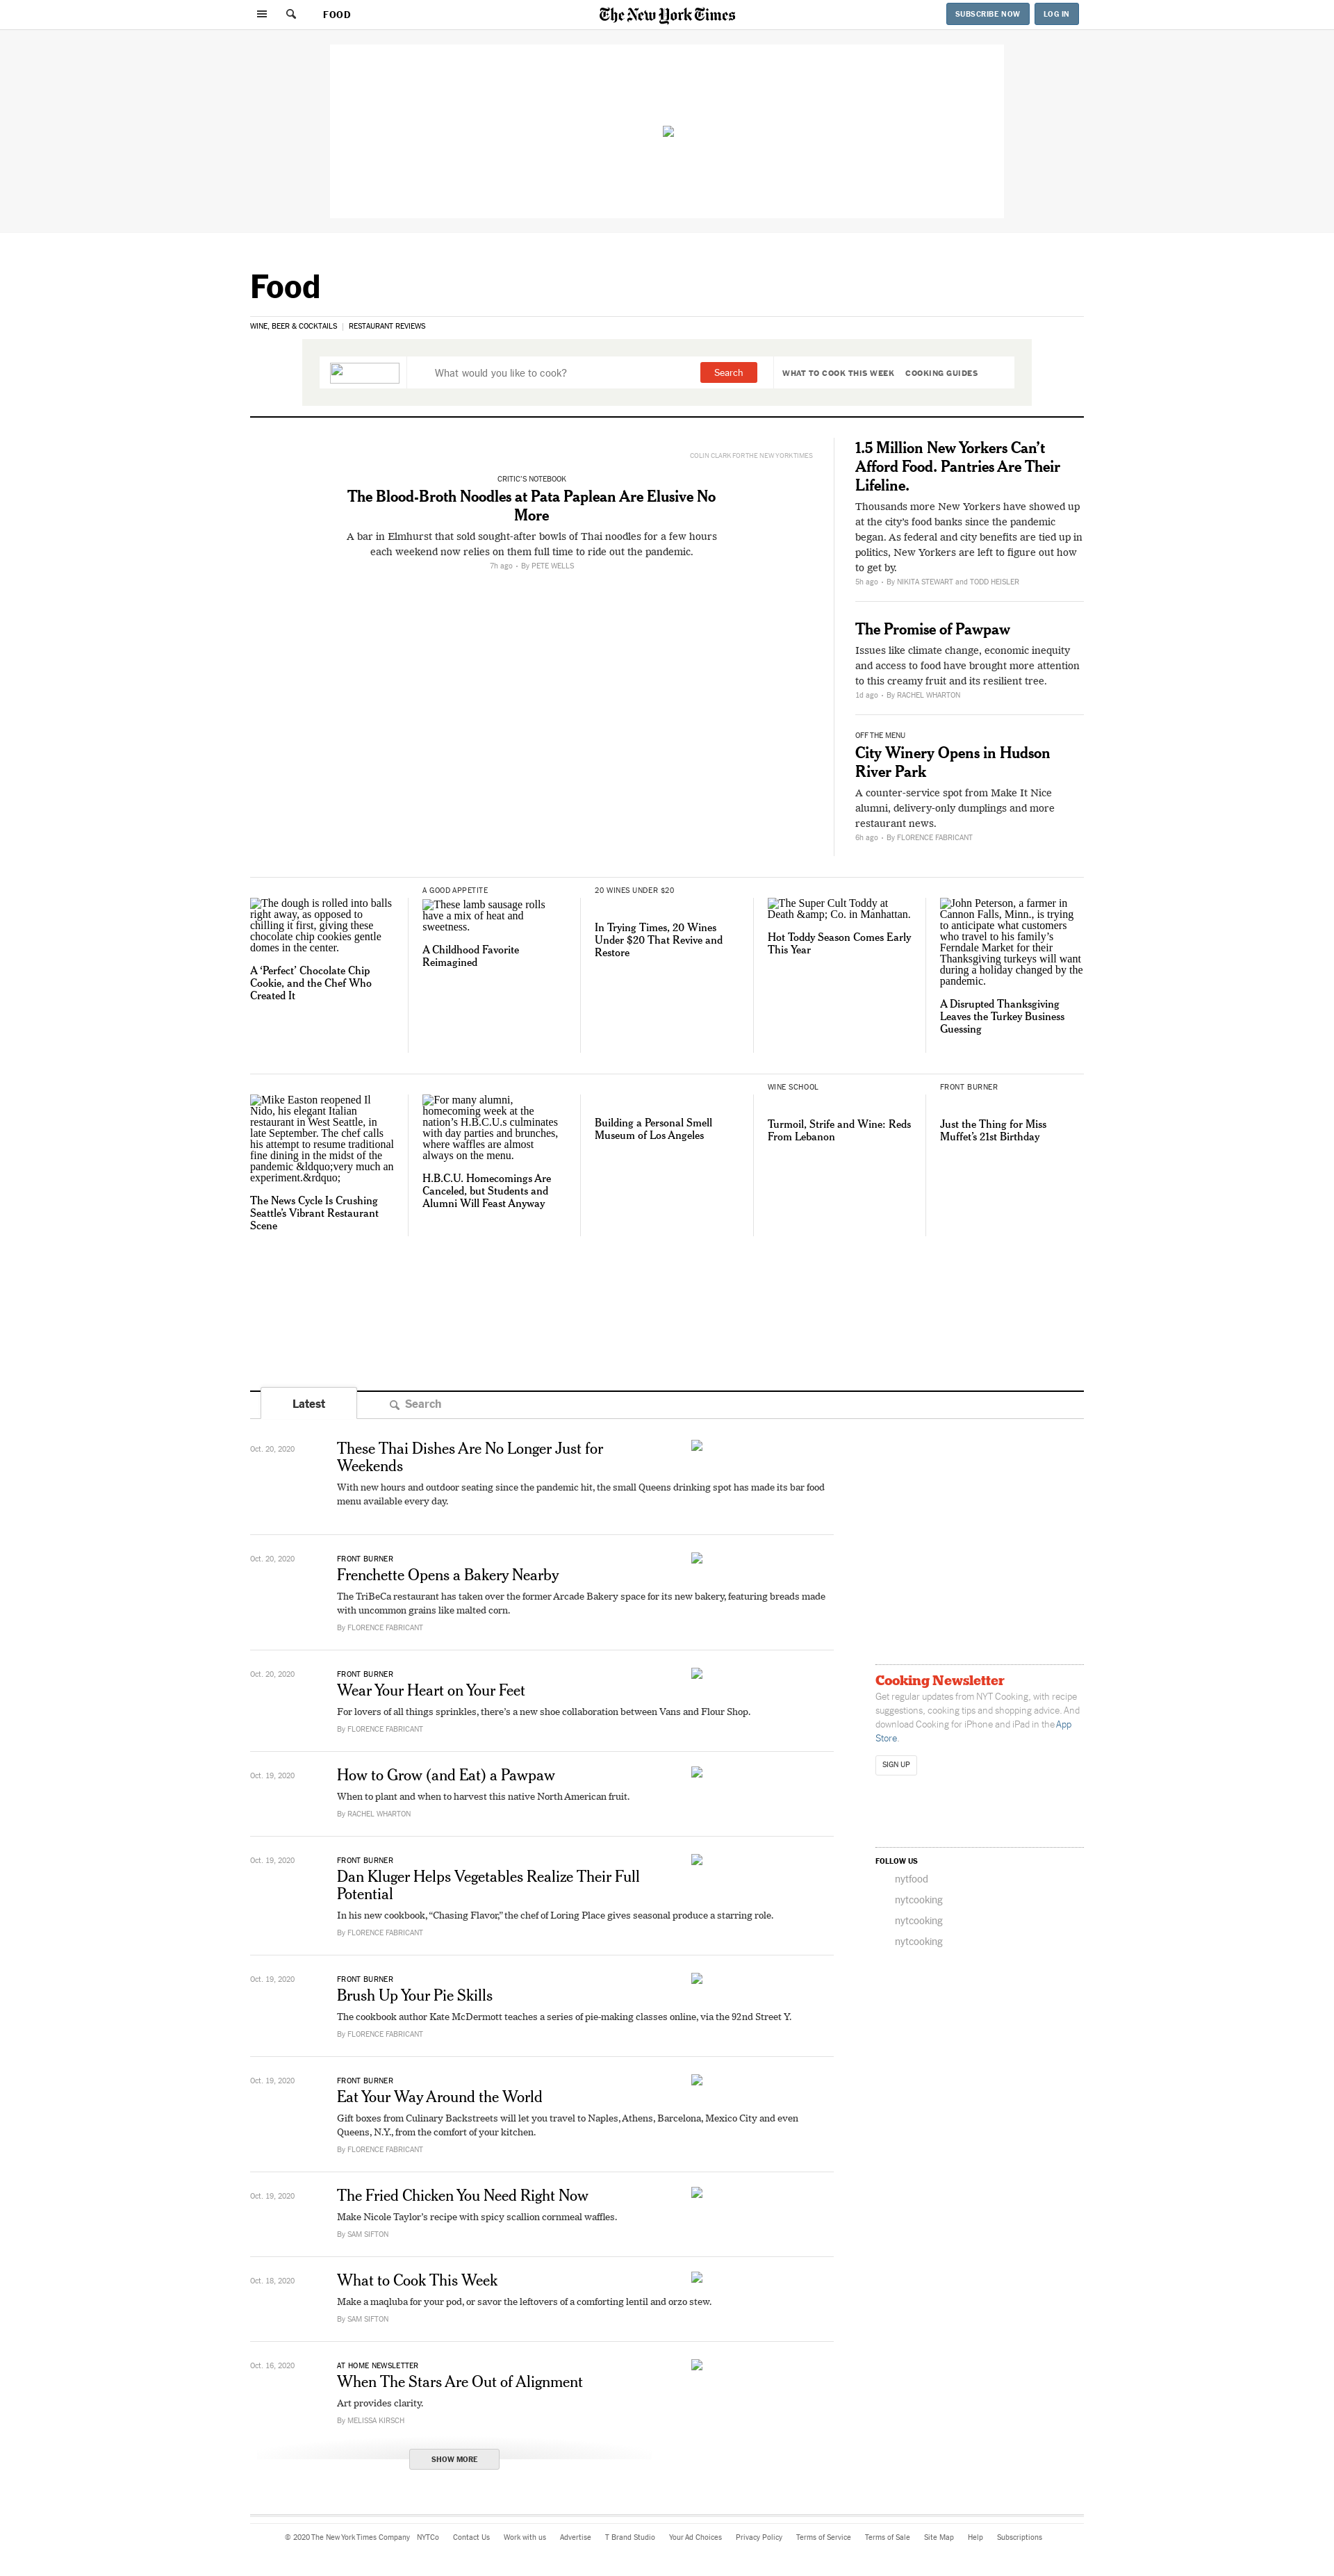 FOOD
The New York Times
SUBSCRIBE NOW
LOG IN
Food
WINE, BEER & COCKTAILS
RESTAURANT REVIEWS
What would you like to cook?
Search
WHAT TO COOK THIS WEEK
COOKING GUIDES
COLIN CLARK FOR THE NEW YORK TIMES
CRITIC'S NOTEBOOK
The Blood-Broth Noodles at Pata Paplean Are Elusive No
More
A bar in Elmhurst that sold sought-after bowls of Thai noodles for a few hours
each weekend now relies on them full time to ride out the pandemic.
7h ago - By PETE WELLS
1.5 Million New Yorkers Can’t
Afford Food. Pantries Are Their
Lifeline.
Thousands more New Yorkers have showed up
at the city’s food banks since the pandemic
began. As federal and city benefits are tied up in
politics, New Yorkers are left to figure out how
to get by.
5h ago - By NIKITA STEWART and TODD HEISLER
The Promise of Pawpaw
Issues like climate change, economic inequity
and access to food have brought more attention
to this creamy fruit and its resilient tree.
1d ago - By RACHEL WHARTON
OFF THE MENU
City Winery Opens in Hudson
River Park
A counter-service spot from Make It Nice
alumni, delivery-only dumplings and more
restaurant news.
6h ago - By FLORENCE FABRICANT
The dough is rolled into balls
right away, as opposed to
chilling it first, giving these
chocolate chip cookies gentle
domes in the center.
A ‘Perfect’ Chocolate Chip
Cookie, and the Chef Who
Created It
A GOOD APPETITE
These lamb sausage rolls
have a mix of heat and
sweetness.
A Childhood Favorite
Reimagined
20 WINES UNDER $20
In Trying Times, 20 Wines
Under $20 That Revive and
Restore
The Super Cult Toddy at
Death &amp; Co. in Manhattan.
Hot Toddy Season Comes Early
This Year
John Peterson, a farmer in
Cannon Falls, Minn., is trying
to anticipate what customers
who travel to his family’s
Ferndale Market for their
Thanksgiving turkeys will want
during a holiday changed by the
pandemic.
A Disrupted Thanksgiving
Leaves the Turkey Business
Guessing
Mike Easton reopened Il
Nido, his elegant Italian
restaurant in West Seattle, in
late September. The chef calls
his attempt to resume traditional
fine dining in the midst of the
pandemic &ldquo;very much an
experiment.&rdquo;
The News Cycle Is Crushing
Seattle’s Vibrant Restaurant
Scene
For many alumni,
homecoming week at the
nation’s H.B.C.U.s culminates
with day parties and brunches,
where waffles are almost
always on the menu.
H.B.C.U. Homecomings Are
Canceled, but Students and
Alumni Will Feast Anyway
Building a Personal Smell
Museum of Los Angeles
WINE SCHOOL
Turmoil, Strife and Wine: Reds
From Lebanon
FRONT BURNER
Just the Thing for Miss
Muffet’s 21st Birthday
Latest
Search
Oct. 20, 2020
These Thai Dishes Are No Longer Just for
Weekends
With new hours and outdoor seating since the pandemic hit, the small Queens drinking spot has made its bar food
menu available every day.
Oct. 20, 2020
FRONT BURNER
Frenchette Opens a Bakery Nearby
The TriBeCa restaurant has taken over the former Arcade Bakery space for its new bakery, featuring breads made
with uncommon grains like malted corn.
By FLORENCE FABRICANT
Oct. 20, 2020
FRONT BURNER
Wear Your Heart on Your Feet
For lovers of all things sprinkles, there’s a new shoe collaboration between Vans and Flour Shop.
By FLORENCE FABRICANT
Oct. 19, 2020
How to Grow (and Eat) a Pawpaw
When to plant and when to harvest this native North American fruit.
By RACHEL WHARTON
Oct. 19, 2020
FRONT BURNER
Dan Kluger Helps Vegetables Realize Their Full
Potential
In his new cookbook, “Chasing Flavor,” the chef of Loring Place gives seasonal produce a starring role.
By FLORENCE FABRICANT
Oct. 19, 2020
FRONT BURNER
Brush Up Your Pie Skills
The cookbook author Kate McDermott teaches a series of pie-making classes online, via the 92nd Street Y.
By FLORENCE FABRICANT
Oct. 19, 2020
FRONT BURNER
Eat Your Way Around the World
Gift boxes from Culinary Backstreets will let you travel to Naples, Athens, Barcelona, Mexico City and even
Queens, N.Y., from the comfort of your kitchen.
By FLORENCE FABRICANT
Oct. 19, 2020
The Fried Chicken You Need Right Now
Make Nicole Taylor’s recipe with spicy scallion cornmeal waffles.
By SAM SIFTON
Oct. 18, 2020
What to Cook This Week
Make a maqluba for your pod, or savor the leftovers of a comforting lentil and orzo stew.
By SAM SIFTON
Oct. 16, 2020
AT HOME NEWSLETTER
When The Stars Are Out of Alignment
Art provides clarity.
By MELISSA KIRSCH
SHOW MORE
Cooking Newsletter
Get regular updates from NYT Cooking, with recipe
suggestions, cooking tips and shopping advice. And
download Cooking for iPhone and iPad in the App
Store.
SIGN UP
FOLLOW US
nytfood
nytcooking
nytcooking
nytcooking
© 2020 The New York Times Company
NYTCo
Contact Us
Work with us
Advertise
T Brand Studio
Your Ad Choices
Privacy Policy
Terms of Service
Terms of Sale
Site Map
Help
Subscriptions